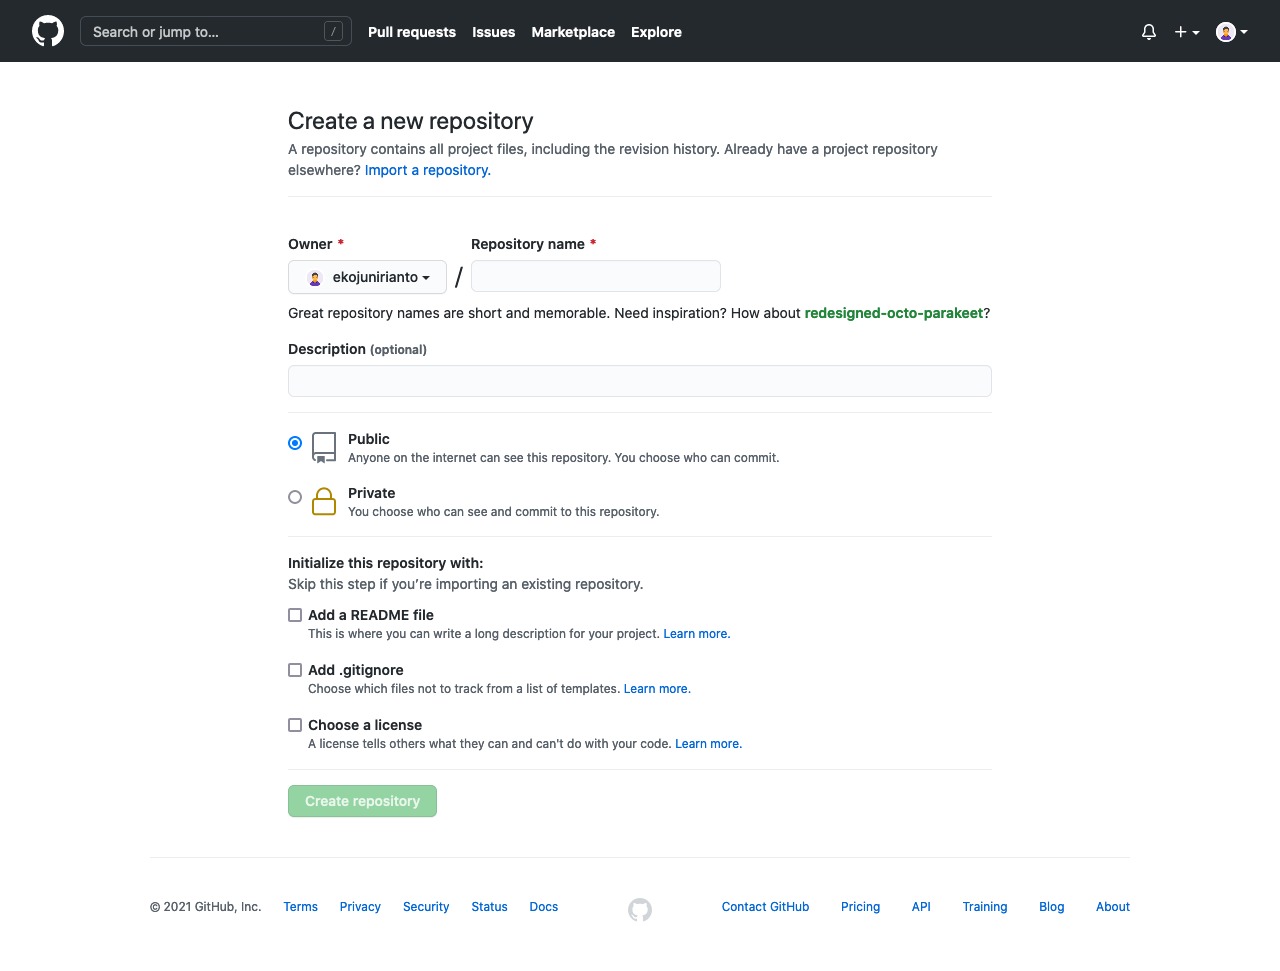 Search or jump to… /
Pull requests Issues Marketplace Explore
Create a new repository
A repository contains all project files, including the revision history. Already have a project repository
elsewhere? Import a repository.
Owner * Repository name *
ekojunirianto /
Great repository names are short and memorable. Need inspiration? How about redesigned-octo-parakeet?
Description (optional)
Public
Anyone on the internet can see this repository. You choose who can commit.
Private
You choose who can see and commit to this repository.
Initialize this repository with:
Skip this step if you’re importing an existing repository.
Add a README file
This is where you can write a long description for your project. Learn more.
Add .gitignore
Choose which files not to track from a list of templates. Learn more.
Choose a license
A license tells others what they can and can't do with your code. Learn more.
Create repository
© 2021 GitHub, Inc. Terms Privacy Security Status Docs Contact GitHub Pricing API Training Blog About